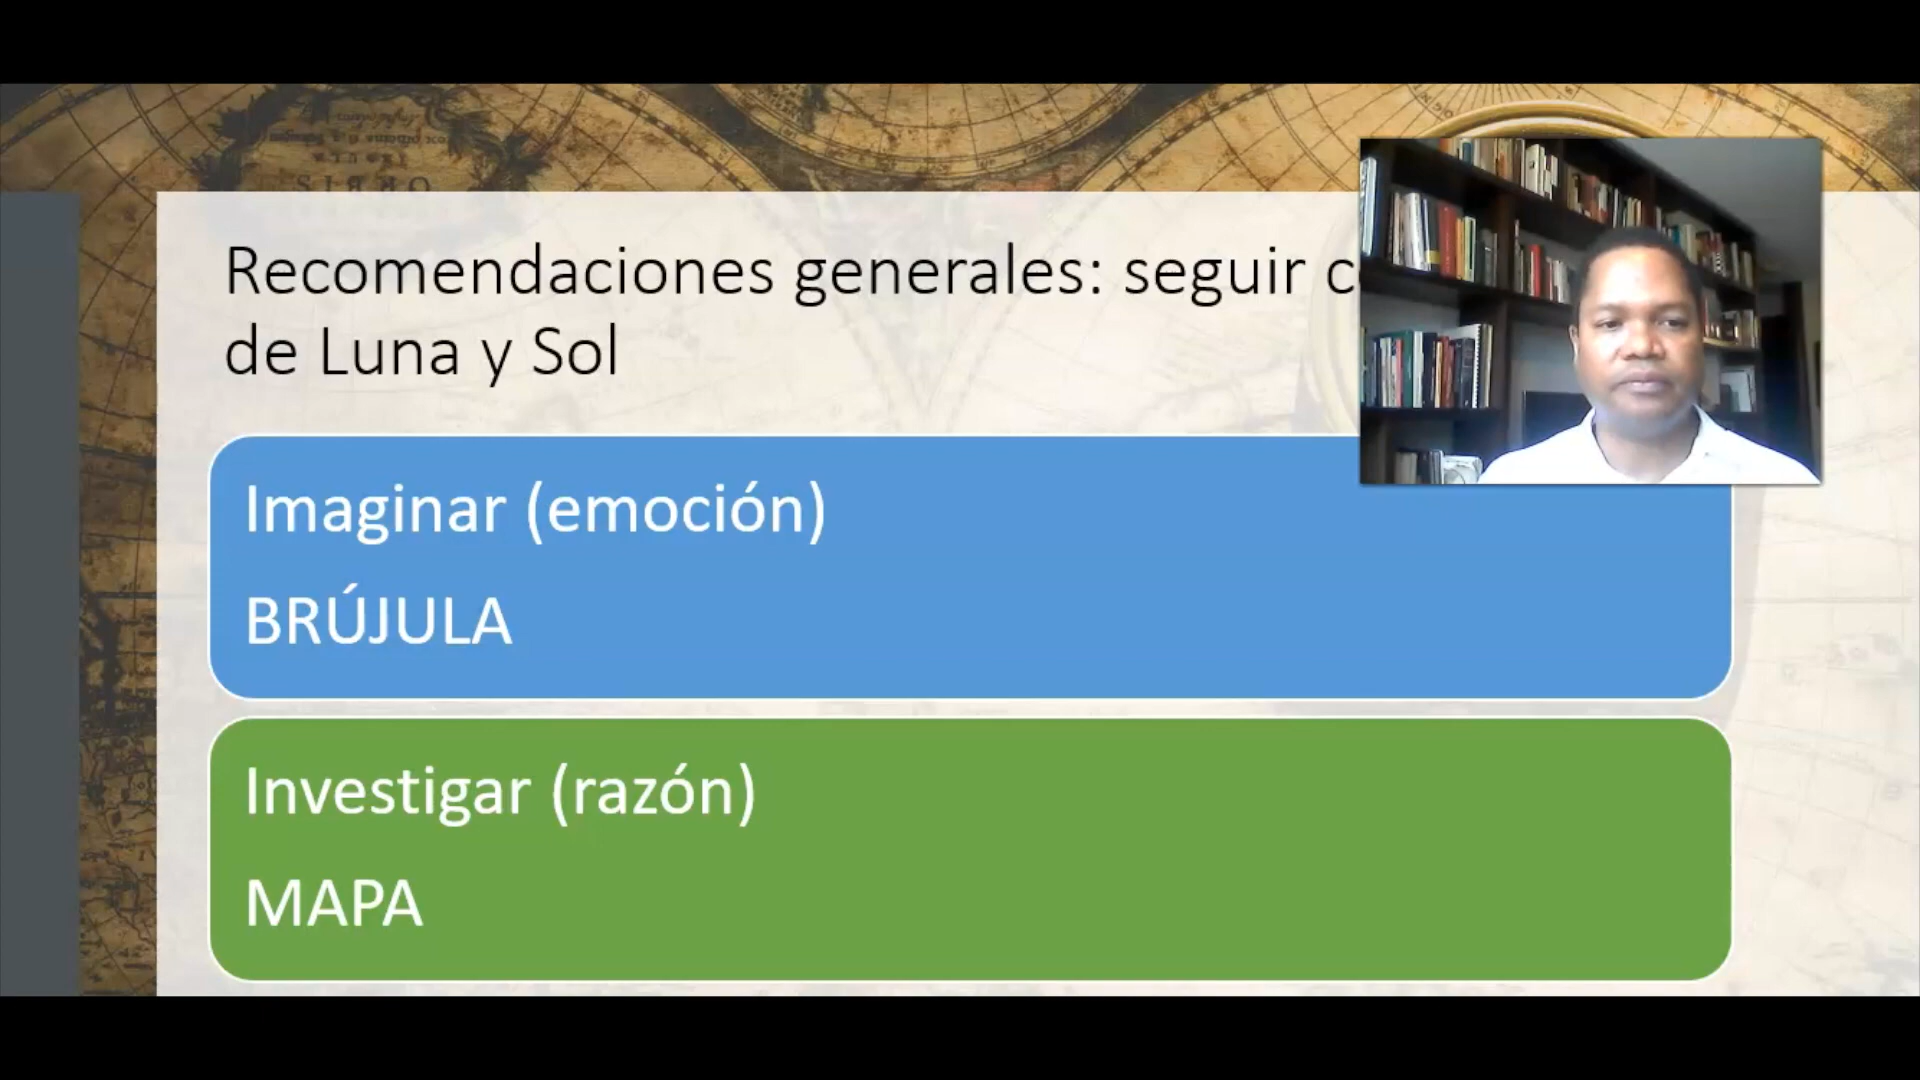 Recomendaciones generales: seguir
de Luna y Sol
Imaginar (emoción)
BRÚJULA
Investigar (razón)
MAPA